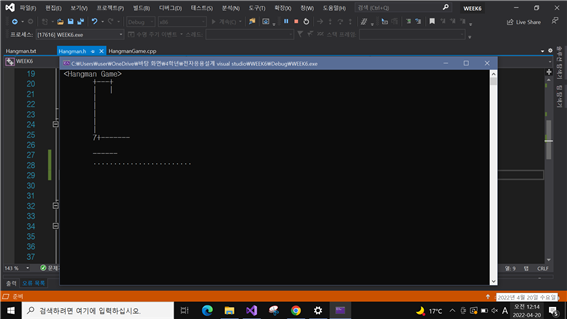 파일(F) 편집(E) 보기(V) 프로젝트(P) 빌드(B) 디버그(D) 테스트(S) 분석(N) 도구(T) 확장(X) 창(W) 도움말(H) 검색(Ctrl+Q) WEEK6
Live Share
프로세스: [17616] WEEK6.exe 수명 주기 이벤트 스레드: 스택 프레임:
Hangman.txt Hangman.h HangmanGame.cpp
WEEK6
C:\Users\user\OneDrive\바탕 화면\4학년\전자응용설계 visual studio\WEEK6\Debug\WEEK6.exe
<Hangman Game>
+---+
| |
|
|
|
|
7+-------
------
........................
19
20
21
22
23
24
25
26
27
28
29
30
31
32
33
34
35
36
37
143 % 줄: 9 탭 CRLF
출력 오류 목록
준비
2022년 4월 20일 수요일
검색하려면 여기에 입력하십시오.
17°C
오전 12:14
2022-04-20